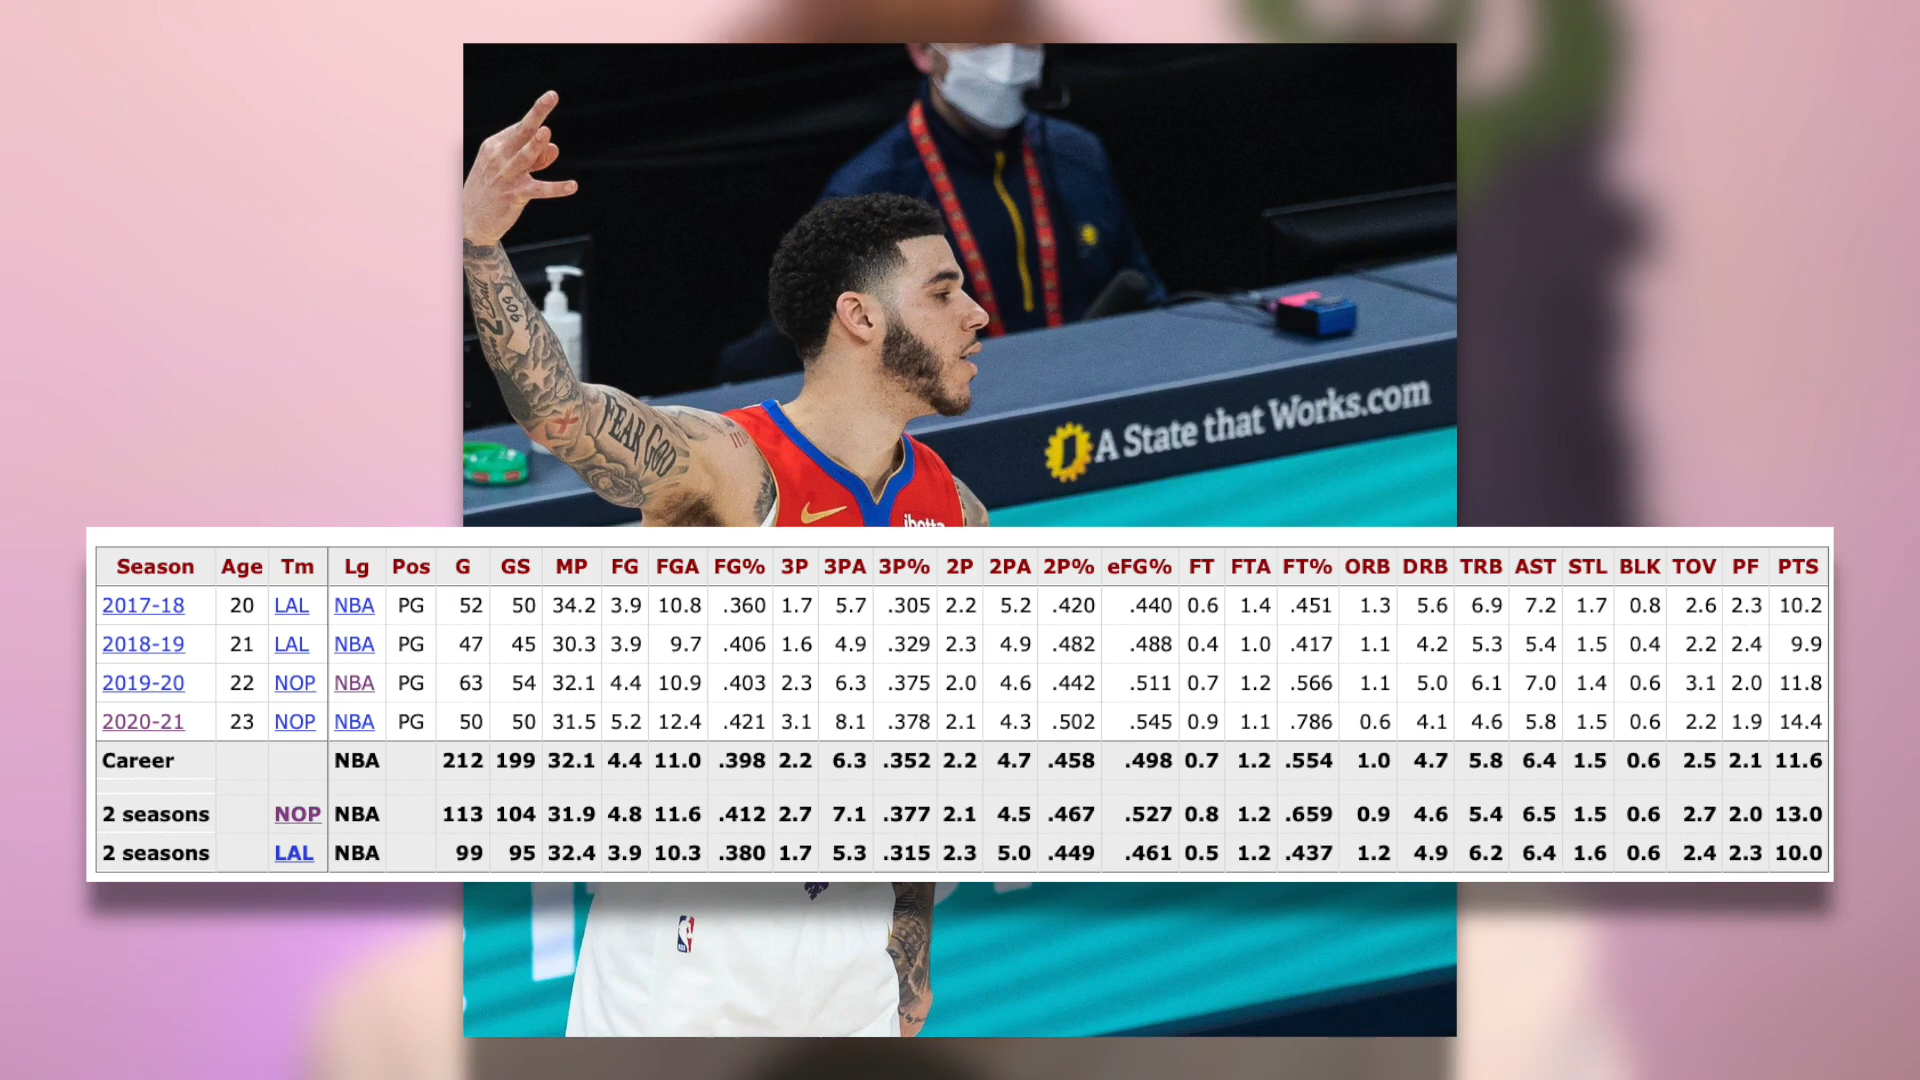 Ball
602
FEAR GOD
A State that Works.com
ibotta
Season Age Tm Lg Pos G GS MP FG FGA FG% 3P 3PA 3P% 2P 2PA 2P% eFG% FT FTA FT% ORB DRB TRB AST STL BLK TOV PF PTS
2017-18 20 LAL NBA PG 52 50 34.2 3.9 10.8 .360 1.7 5.7 .305 2.2 5.2 .420 .440 0.6 1.4 .451 1.3 5.6 6.9 7.2 1.7 0.8 2.6 2.3 10.2
2018-19 21 LAL NBA PG 47 45 30.3 3.9 9.7 .406 1.6 4.9 .329 2.3 4.9 .482 .488 0.4 1.0 .417 1.1 4.2 5.3 5.4 1.5 0.4 2.2 2.4 9.9
2019-20 22 NOP NBA PG 63 54 32.1 4.4 10.9 .403 2.3 6.3 .375 2.0 4.6 .442 .511 0.7 1.2 .566 1.1 5.0 6.1 7.0 1.4 0.6 3.1 2.0 11.8
2020-21 23 NOP NBA PG 50 50 31.5 5.2 12.4 .421 3.1 8.1 .378 2.1 4.3 .502 .545 0.9 1.1 .786 0.6 4.1 4.6 5.8 1.5 0.6 2.2 1.9 14.4
Career NBA 212 199 32.1 4.4 11.0 .398 2.2 6.3 .352 2.2 4.7 .458 .498 0.7 1.2 .554 1.0 4.7 5.8 6.4 1.5 0.6 2.5 2.1 11.6
2 seasons NOP NBA 113 104 31.9 4.8 11.6 .412 2.7 7.1 .377 2.1 4.5 .467 .527 0.8 1.2 .659 0.9 4.6 5.4 6.5 1.5 0.6 2.7 2.0 13.0
2 seasons LAL NBA 99 95 32.4 3.9 10.3 .380 1.7 5.3 .315 2.3 5.0 .449 .461 0.5 1.2 .437 1.2 4.9 6.2 6.4 1.6 0.6 2.4 2.3 10.0